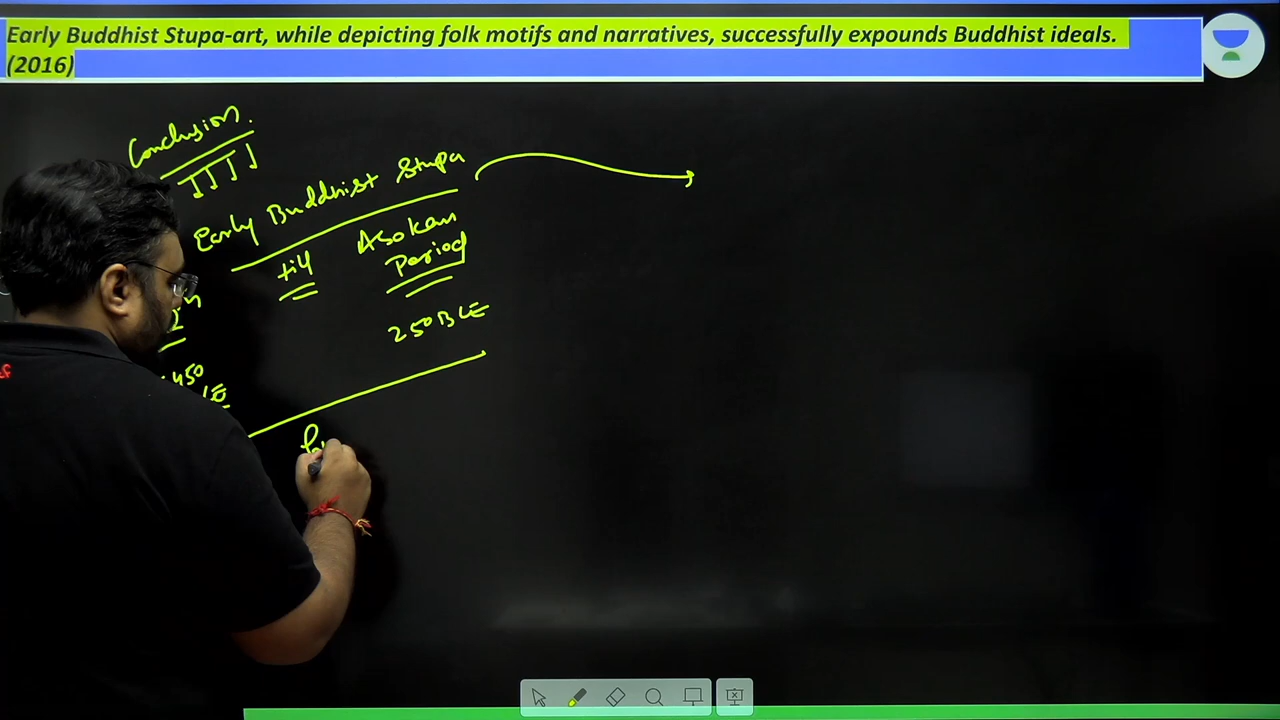 Early Buddhist Stupa-art, while depicting folk motifs and narratives, successfully expounds Buddhist ideals.
(2016)
Conclusion.
Early Buddhist Stupa
till
Asokan
Period
250 BCE
450